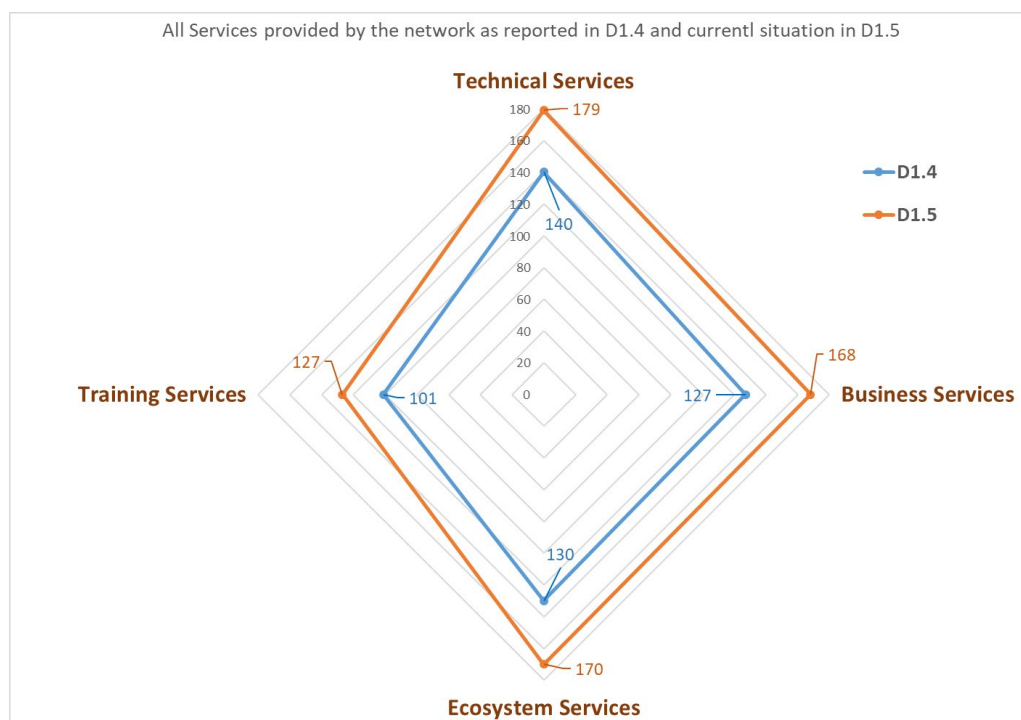 All Services provided by the network as reported in D1.4 and currentl situation in D1.5
Technical Services
180
179
160
140
120
140
100
80
60
40
20
0
D1.4
D1.5
127
Training Services
101
127
168
Business Services
130
170
Ecosystem Services